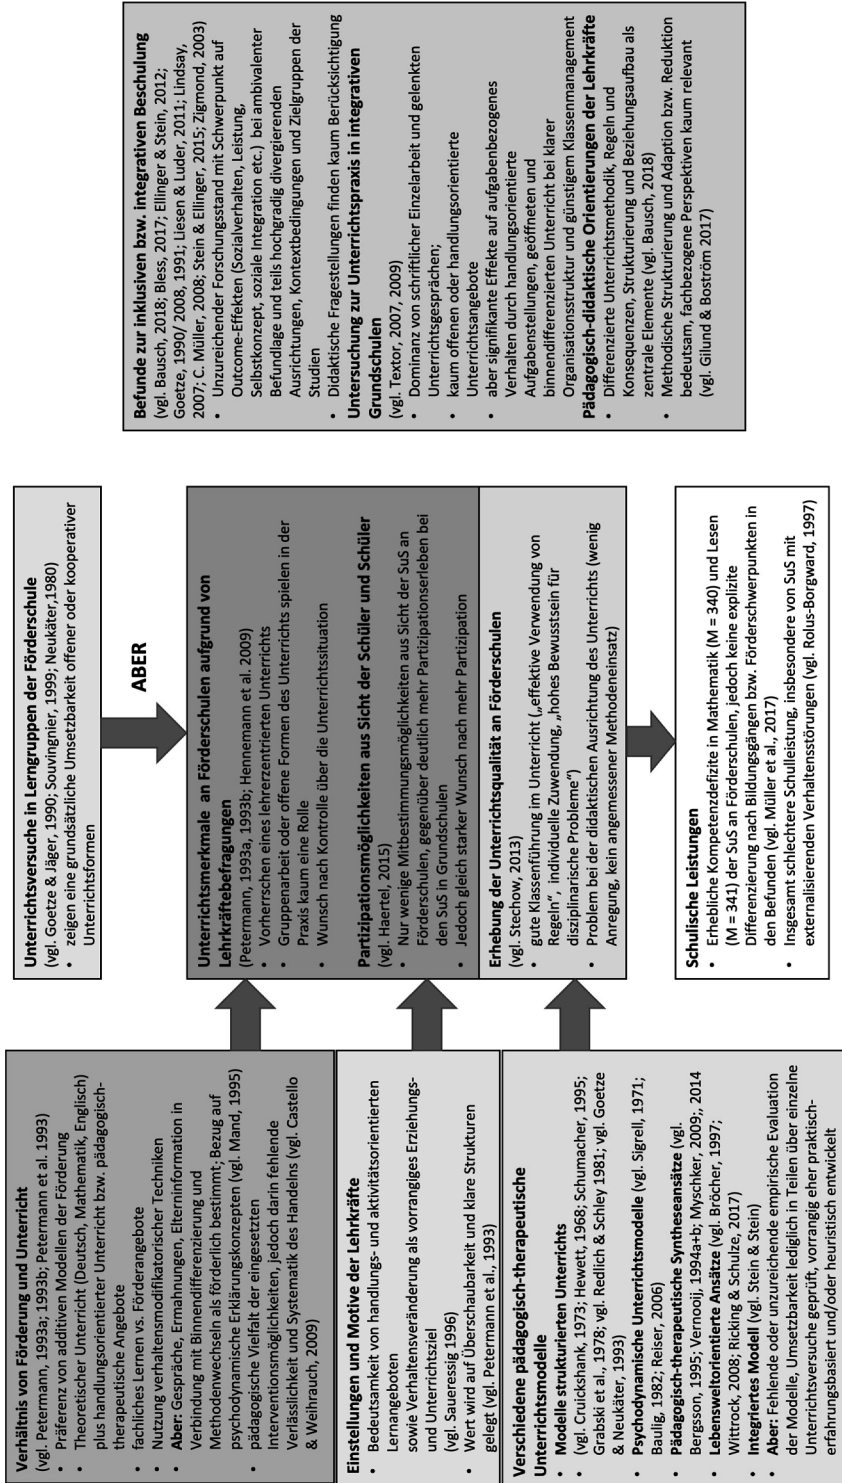 Verhältnis von Förderung und Unterricht
(vgl. Petermann, 1993a; 1993b; Petermann et al. 1993)
• Präferenz von additiven Modellen der Förderung
• Theoretischer Unterricht (Deutsch, Mathematik, Englisch)
plus handlungsorientierter Unterricht bzw. pädagogisch-
therapeutische Angebote
• fachliches Lernen vs. Förderangebote
• Nutzung verhaltensmodifikatorischer Techniken
• Aber: Gespräche, Ermahnungen, Elterninformation in
Verbindung mit Binnendifferenzierung und
Methodenwechseln als förderlich bestimmt; Bezug auf
psychodynamische Erklärungskonzepten (vgl. Mand, 1995)
• pädagogische Vielfalt der eingesetzten
Interventionsmöglichkeiten, jedoch darin fehlende
Verlässlichkeit und Systematik des Handelns (vgl. Castello
& Weihrauch, 2009)
Einstellungen und Motive der Lehrkräfte
• Bedeutsamkeit von handlungs- und aktivitätsorientierten
Lernangeboten
• sowie Verhaltensveränderung als vorrangiges Erziehungs-
und Unterrichtsziel
(vgl. Saueressig 1996)
• Wert wird auf Überschaubarkeit und klare Strukturen
gelegt (vgl. Petermann et al., 1993)
Verschiedene pädagogisch-therapeutische
Unterrichtsmodelle
• Modelle strukturierten Unterrichts
• (vgl. Cruickshank, 1973; Hewett, 1968; Schumacher, 1995;
Grabski et al., 1978; vgl. Redlich & Schley 1981; vgl. Goetze
& Neukäter, 1993)
• Psychodynamische Unterrichtsmodelle (vgl. Sigrell, 1971;
Baulig, 1982; Reiser, 2006)
• Pädagogisch-therapeutische Syntheseansätze (vgl.
Bergsson, 1995; Vernooij, 1994a+b; Myschker, 2009;, 2014
• Lebensweltorientierte Ansätze (vgl. Bröcher, 1997;
Wittrock, 2008; Ricking & Schulze, 2017)
• Integriertes Modell (vgl. Stein & Stein)
Aber: Fehlende oder unzureichende empirische Evaluation
der Modelle, Umsetzbarkeit lediglich in Teilen über einzelne
Unterrichtsversuche geprüft, vorrangig eher praktisch-
erfahrungsbasiert und/oder heuristisch entwickelt
Unterrichtsversuche in Lerngruppen der Förderschule
(vgl. Goetze & Jäger, 1990; Souvingnier, 1999; Neukäter,1980)
• zeigen eine grundsätzliche Umsetzbarkeit offener oder kooperativer
Unterrichtsformen
ABER
Unterrichtsmerkmale an Förderschulen aufgrund von
Lehrkräftebefragungen
(Petermann, 1993a, 1993b; Hennemann et al. 2009)
• Vorherrschen eines lehrerzentrierten Unterrichts
• Gruppenarbeit oder offene Formen des Unterrichts spielen in der
Praxis kaum eine Rolle
• Wunsch nach Kontrolle über die Unterrichtssituation
Partizipationsmöglichkeiten aus Sicht der Schüler und Schüler
(vgl. Haertel, 2015)
• Nur wenige Mitbestimmungsmöglichkeiten aus Sicht der SuS an
Förderschulen, gegenüber deutlich mehr Partizipationserleben bei
den SuS in Grundschulen
• Jedoch gleich starker Wunsch nach mehr Partizipation
Erhebung der Unterrichtsqualität an Förderschulen
(vgl. Stechow, 2013)
• gute Klassenführung im Unterricht („effektive Verwendung von
Regeln“, individuelle Zuwendung, „hohes Bewusstsein für
disziplinarische Probleme“)
• Problem bei der didaktischen Ausrichtung des Unterrichts (wenig
Anregung, kein angemessener Methodeneinsatz)
Schulische Leistungen
• Erhebliche Kompetenzdefizite in Mathematik (M = 340) und Lesen
(M = 341) der SuS an Förderschulen, jedoch keine explizite
Differenzierung nach Bildungsgängen bzw. Förderschwerpunkten in
den Befunden (vgl. Müller et al., 2017)
• Insgesamt schlechtere Schulleistung, insbesondere von SuS mit
externalisierenden Verhaltensstörungen (vgl. Rolus-Borgward, 1997)
Befunde zur inklusiven bzw. integrativen Beschulung
(vgl. Bausch, 2018; Bless, 2017; Ellinger & Stein, 2012;
Goetze, 1990/ 2008, 1991; Liesen & Luder, 2011; Lindsay,
2007; C. Müller, 2008; Stein & Ellinger, 2015; Zigmond, 2003)
• Unzureichender Forschungsstand mit Schwerpunkt auf
Outcome-Effekten (Sozialverhalten, Leistung,
Selbstkonzept, soziale Integration etc.) bei ambivalenter
Befundlage und teils hochgradig divergierenden
Ausrichtungen, Kontextbedingungen und Zielgruppen der
Studien
• Didaktische Fragestellungen finden kaum Berücksichtigung
Untersuchung zur Unterrichtspraxis in integrativen
Grundschulen
(vgl. Textor, 2007, 2009)
• Dominanz von schriftlicher Einzelarbeit und gelenkten
Unterrichtsgesprächen;
• kaum offenen oder handlungsorientierte
Unterrichtsangebote
• aber signifikante Effekte auf aufgabenbezogenes
Verhalten durch handlungsorientierte
Aufgabenstellungen, geöffneten und
binnendifferenzierten Unterricht bei klarer
Organisationsstruktur und günstigem Klassenmanagement
Pädagogisch-didaktische Orientierungen der Lehrkräfte
• Differenzierte Unterrichtsmethodik, Regeln und
Konsequenzen, Strukturierung und Beziehungsaufbau als
zentrale Elemente (vgl. Bausch, 2018)
• Methodische Strukturierung und Adaption bzw. Reduktion
bedeutsam, fachbezogene Perspektiven kaum relevant
(vgl. Gilund & Boström 2017)